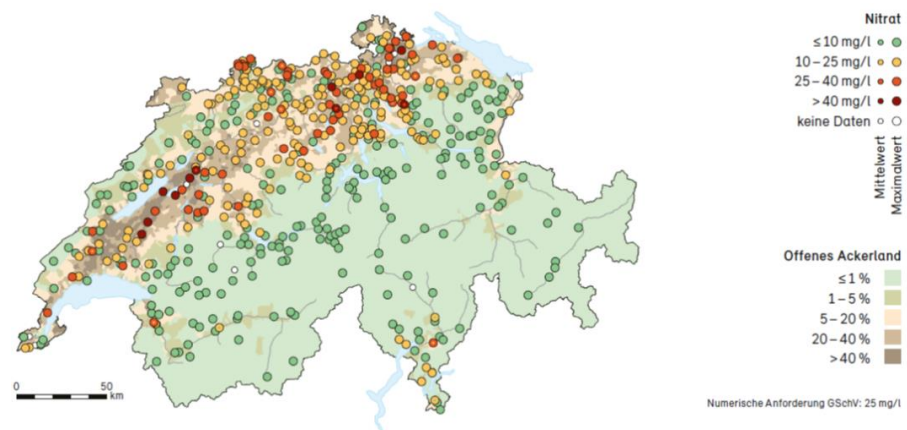 Nitrat
≤10 mg/l
10–25 mg/l
25–40 mg/l
>40 mg/l
keine Daten
Mittelwert
Maximalwert
Offenes Ackerland
≤1 %
1–5 %
5–20 %
20–40 %
>40 %
0 50 km
Numerische Anforderung GSchV: 25 mg/l